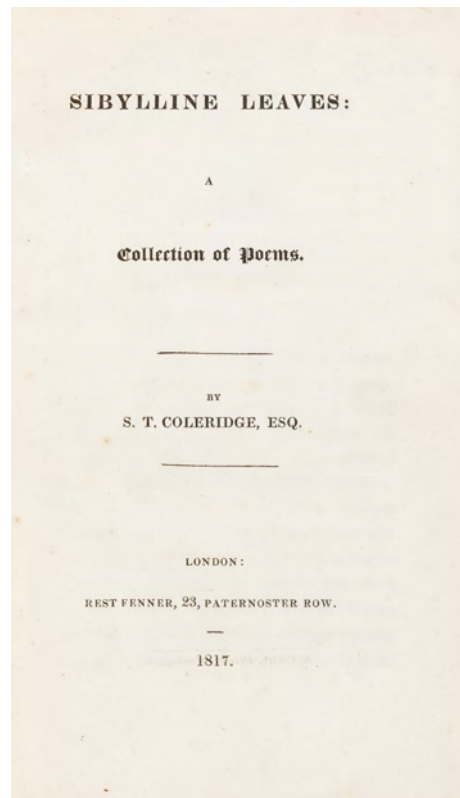 SIBYLLINE LEAVES:
A
Collection of Poems.
BY
S. T. COLERIDGE, ESQ.
LONDON:
REST FENNER, 23, PATERNOSTER ROW.
1817.